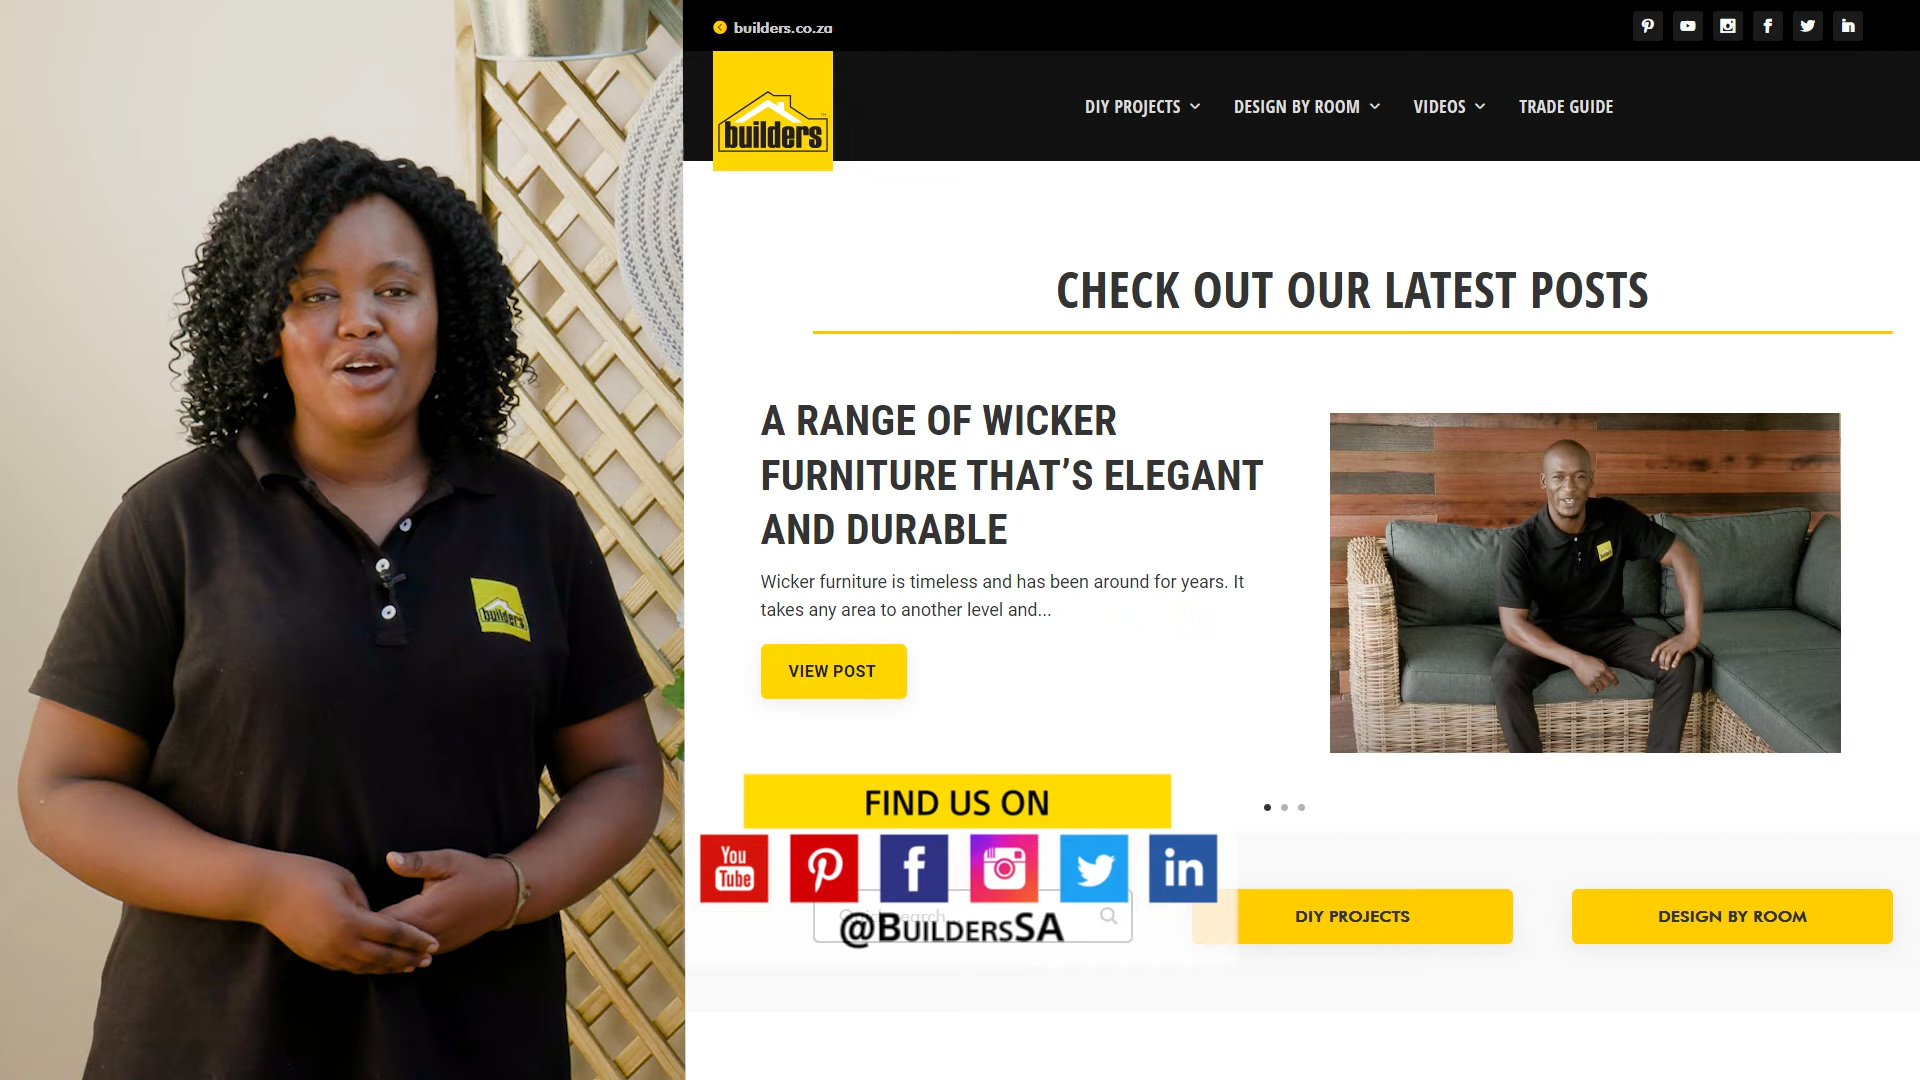 builders.co.za
builders
DIY PROJECTS
DESIGN BY ROOM
VIDEOS
TRADE GUIDE
CHECK OUT OUR LATEST POSTS
A RANGE OF WICKER
FURNITURE THAT’S ELEGANT
AND DURABLE
Wicker furniture is timeless and has been around for years. It
takes any area to another level and...
VIEW POST
builders
FIND US ON
You
Tube
@BuildersSA
DIY PROJECTS
DESIGN BY ROOM